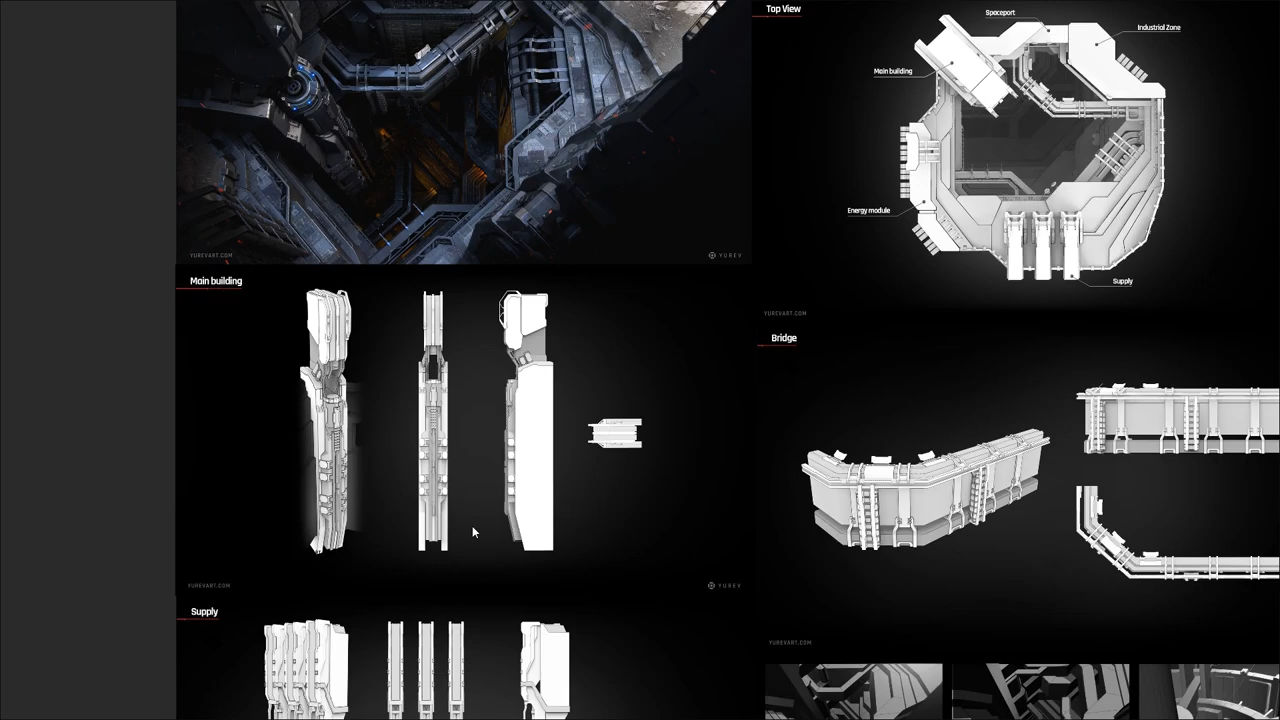 YUREVART.COM
YUREV
Main building
YUREVART.COM
YUREV
Supply
Top View
Spaceport
Industrial Zone
Main building
Energy module
Supply
YUREVART.COM
Bridge
YUREVART.COM